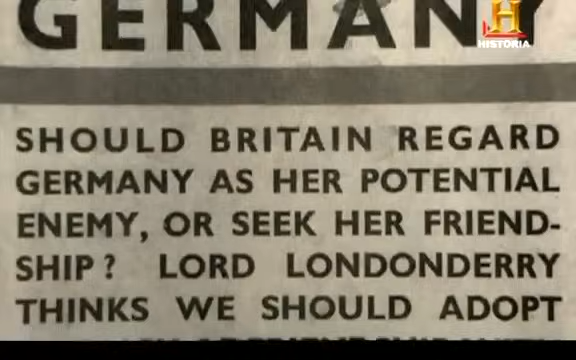 GERMANY
H
HISTORIA
SHOULD BRITAIN REGARD
GERMANY AS HER POTENTIAL
ENEMY, OR SEEK HER FRIEND-
SHIP? LORD LONDONDERRY
THINKS WE SHOULD ADOPT